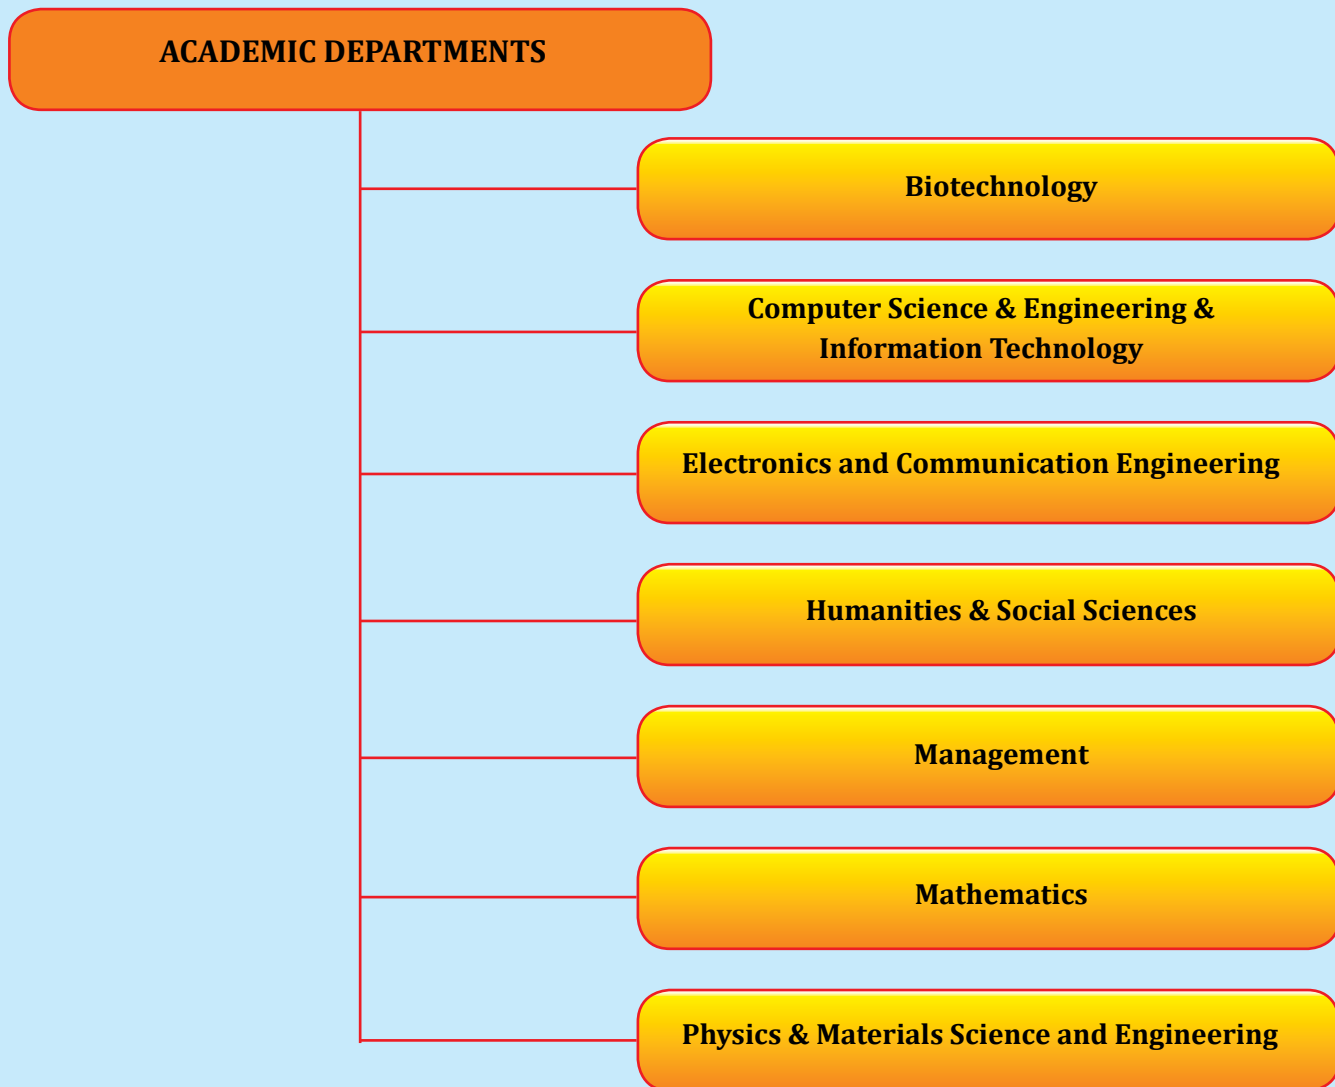 ACADEMIC DEPARTMENTS
Biotechnology
Computer Science & Engineering &
Information Technology
Electronics and Communication Engineering
Humanities & Social Sciences
Management
Mathematics
Physics & Materials Science and Engineering